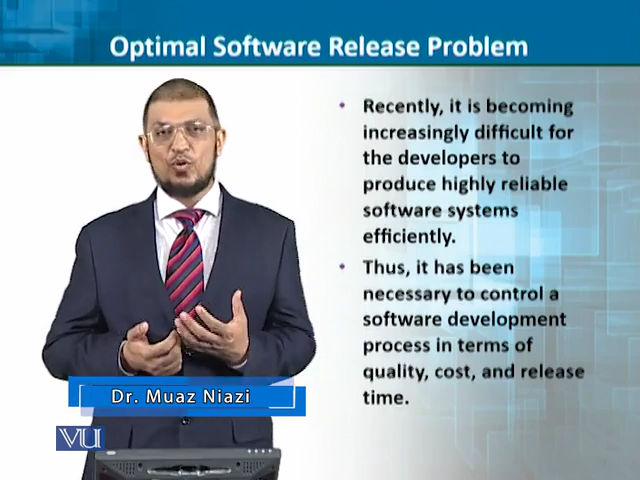 Optimal Software Release Problem
• Recently, it is becoming
increasingly difficult for
the developers to
produce highly reliable
software systems
efficiently.
• Thus, it has been
necessary to control a
software development
process in terms of
quality, cost, and release
time.
Dr. Muaz Niazi
VU